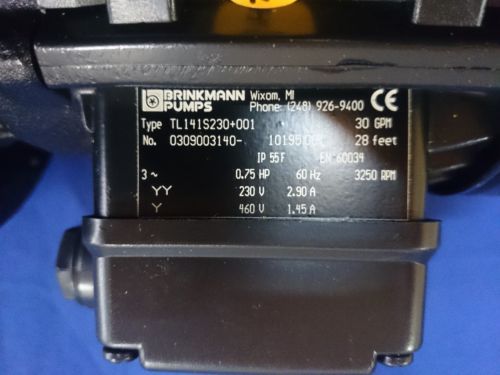 BRINKMANN PUMPS Wixom, MI
Phone: (248) 926-9400 CE
Type TL141S230+001 30 GPM
No. 0309003140- 28 feet
IP 55 F EN 60034
3 ~ 0.75 HP 60 Hz 3250 RPM
YY 230 V 2.90 A
Y 460 V 1.45 A